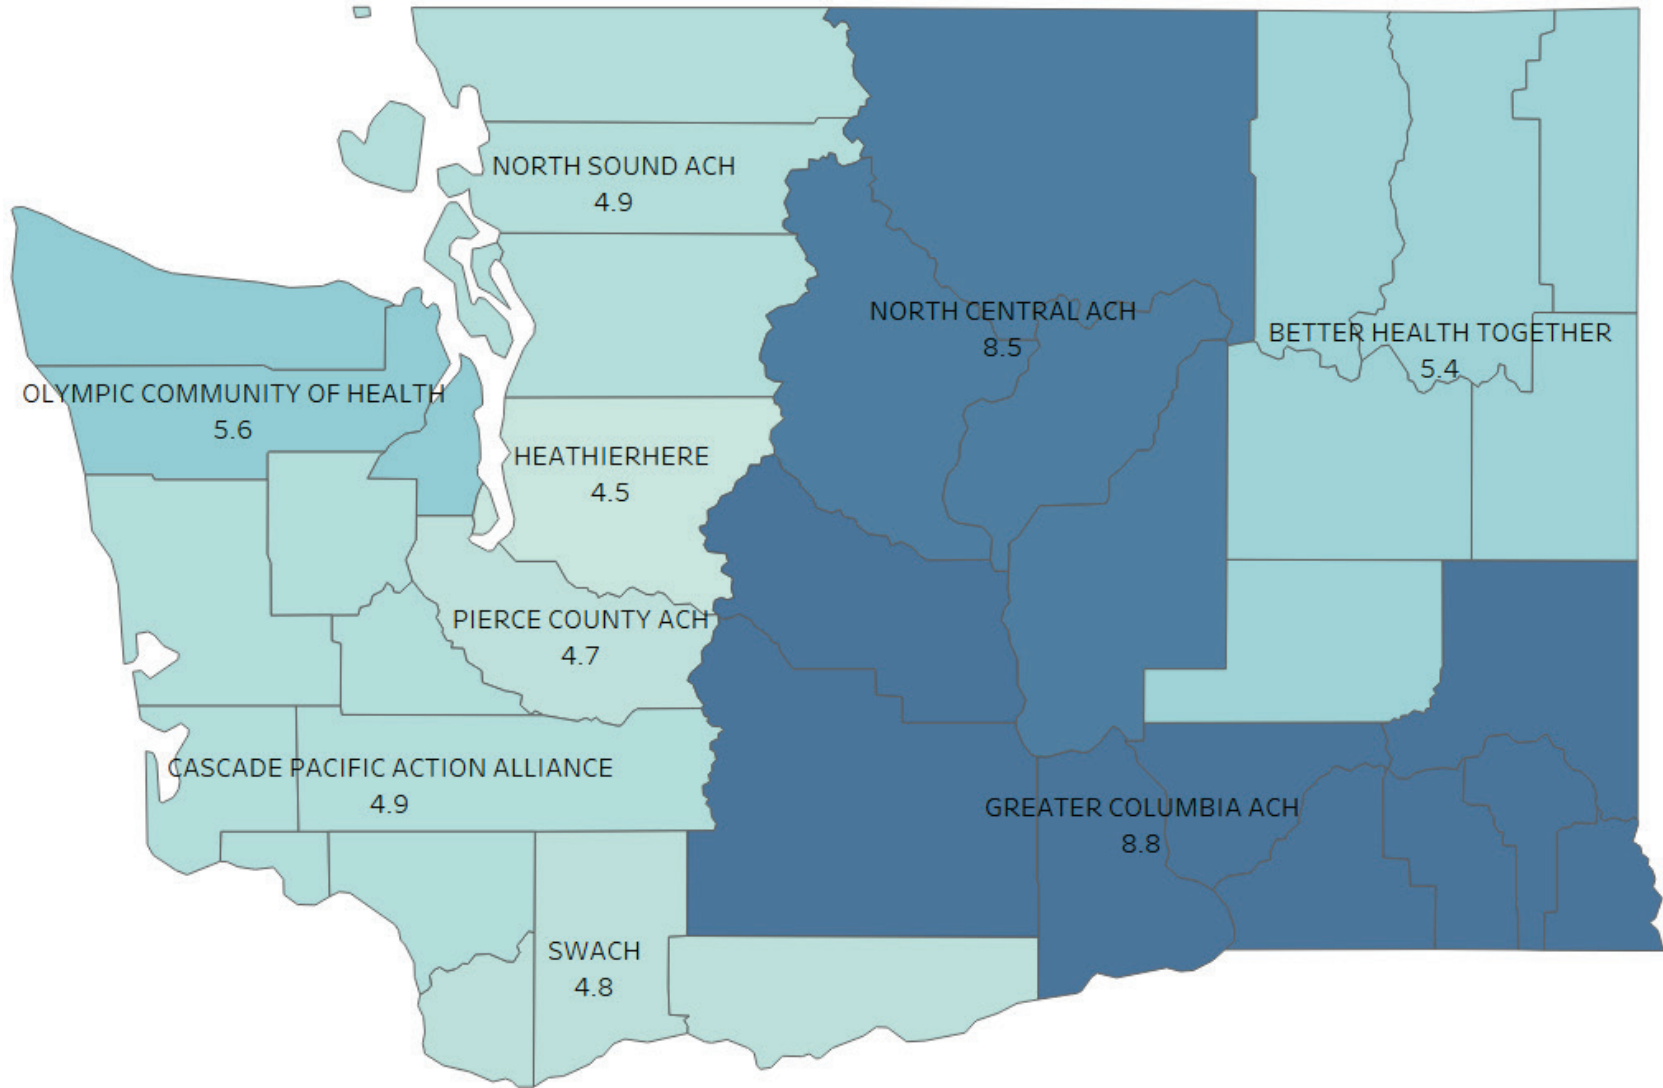 NORTH SOUND ACH
4.9
NORTH CENTRAL ACH
8.5
BETTER HEALTH TOGETHER
5.4
OLYMPIC COMMUNITY OF HEALTH
5.6
HEATHIERHERE
4.5
PIERCE COUNTY ACH
4.7
CASCADE PACIFIC ACTION ALLIANCE
4.9
GREATER COLUMBIA ACH
8.8
SWACH
4.8